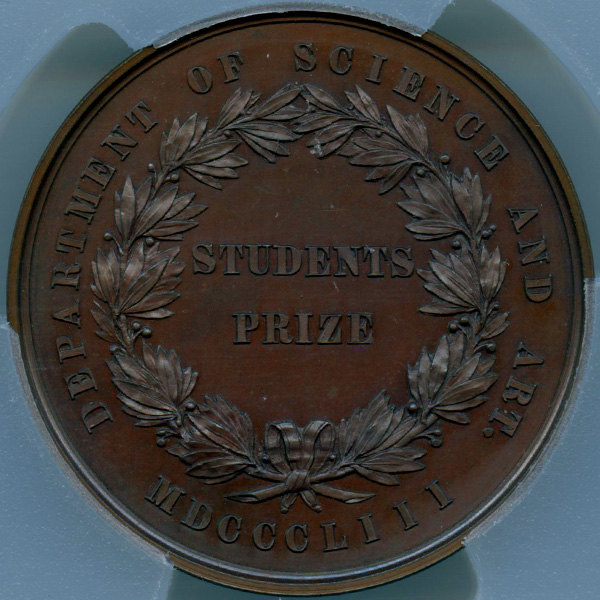 DEPARTMENT OF SCIENCE AND ART.
STUDENTS
PRIZE
MDCCCLIII